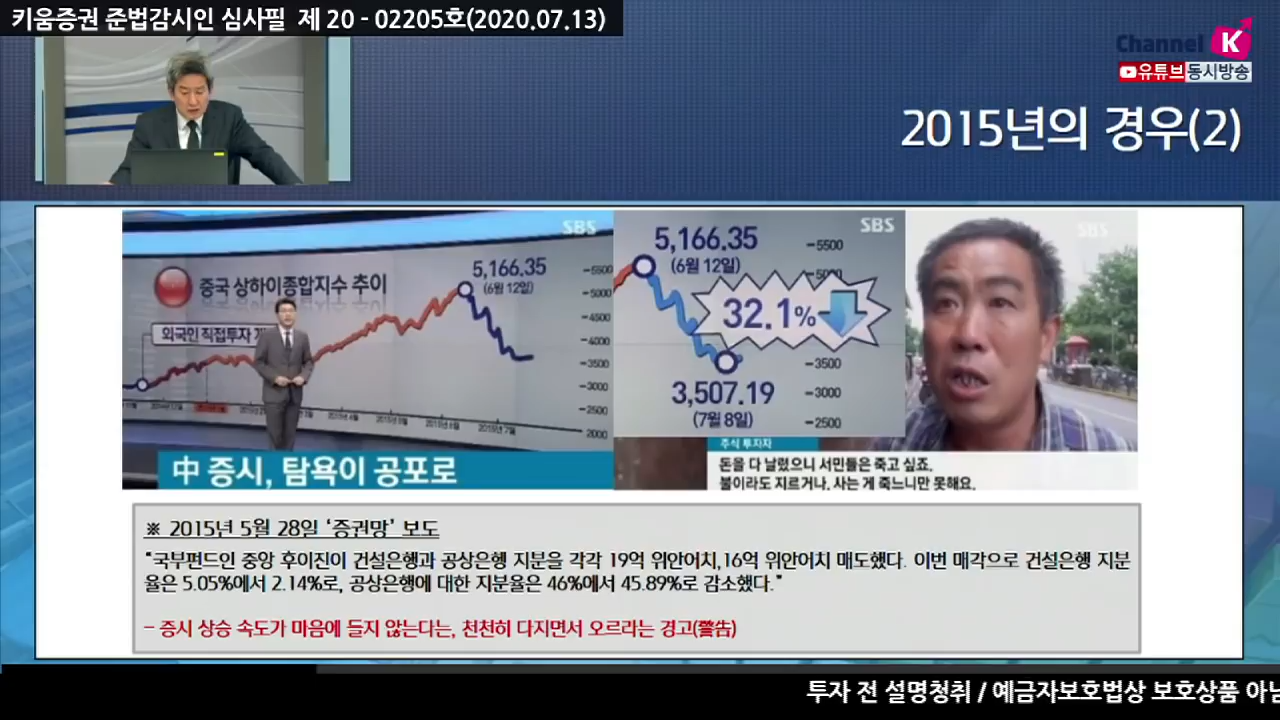 키움증권 준법감시인 심사필 제 20 - 02205호(2020.07.13)
Channel K
유튜브동시방송
2015년의 경우(2)
SBS
중국 상하이종합지수 추이
5,166.35
(6월 12일)
외국인 직접투자
-5500
-5000
-4500
-4000
-3500
-3000
-2500
2000
中 증시, 탐욕이 공포로
SBS
5,166.35
(6월 12일)
-5500
32.1%
-3500
3,507.19
(7월 8일)
-3000
-2500
SBS
주식 투자자
돈을 다 날렸으니 서민들은 죽고 싶죠.
불이라도 지르거나, 사는 게 죽느니만 못해요.
※ 2015년 5월 28일 ‘증권망’ 보도
“국부펀드인 중앙 후이진이 건설은행과 공상은행 지분을 각각 19억 위안어치,16억 위안어치 매도했다. 이번 매각으로 건설은행 지분
율은 5.05%에서 2.14%로, 공상은행에 대한 지분율은 46%에서 45.89%로 감소했다.”
- 증시 상승 속도가 마음에 들지 않는다는, 천천히 다지면서 오르라는 경고(警告)
투자 전 설명청취 / 예금자보호법상 보호상품 아님